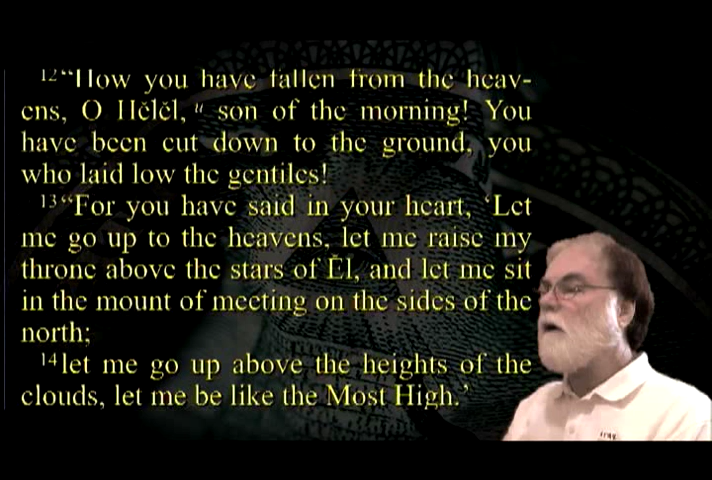 ¹²“How you have fallen from the heav-
ens, O Hĕlĕl, ᵘ son of the morning! You
have been cut down to the ground, you
who laid low the gentiles!
¹³“For you have said in your heart, ‘Let
me go up to the heavens, let me raise my
throne above the stars of Ĕl, and let me sit
in the mount of meeting on the sides of the
north;
¹⁴let me go up above the heights of the
clouds, let me be like the Most High.’